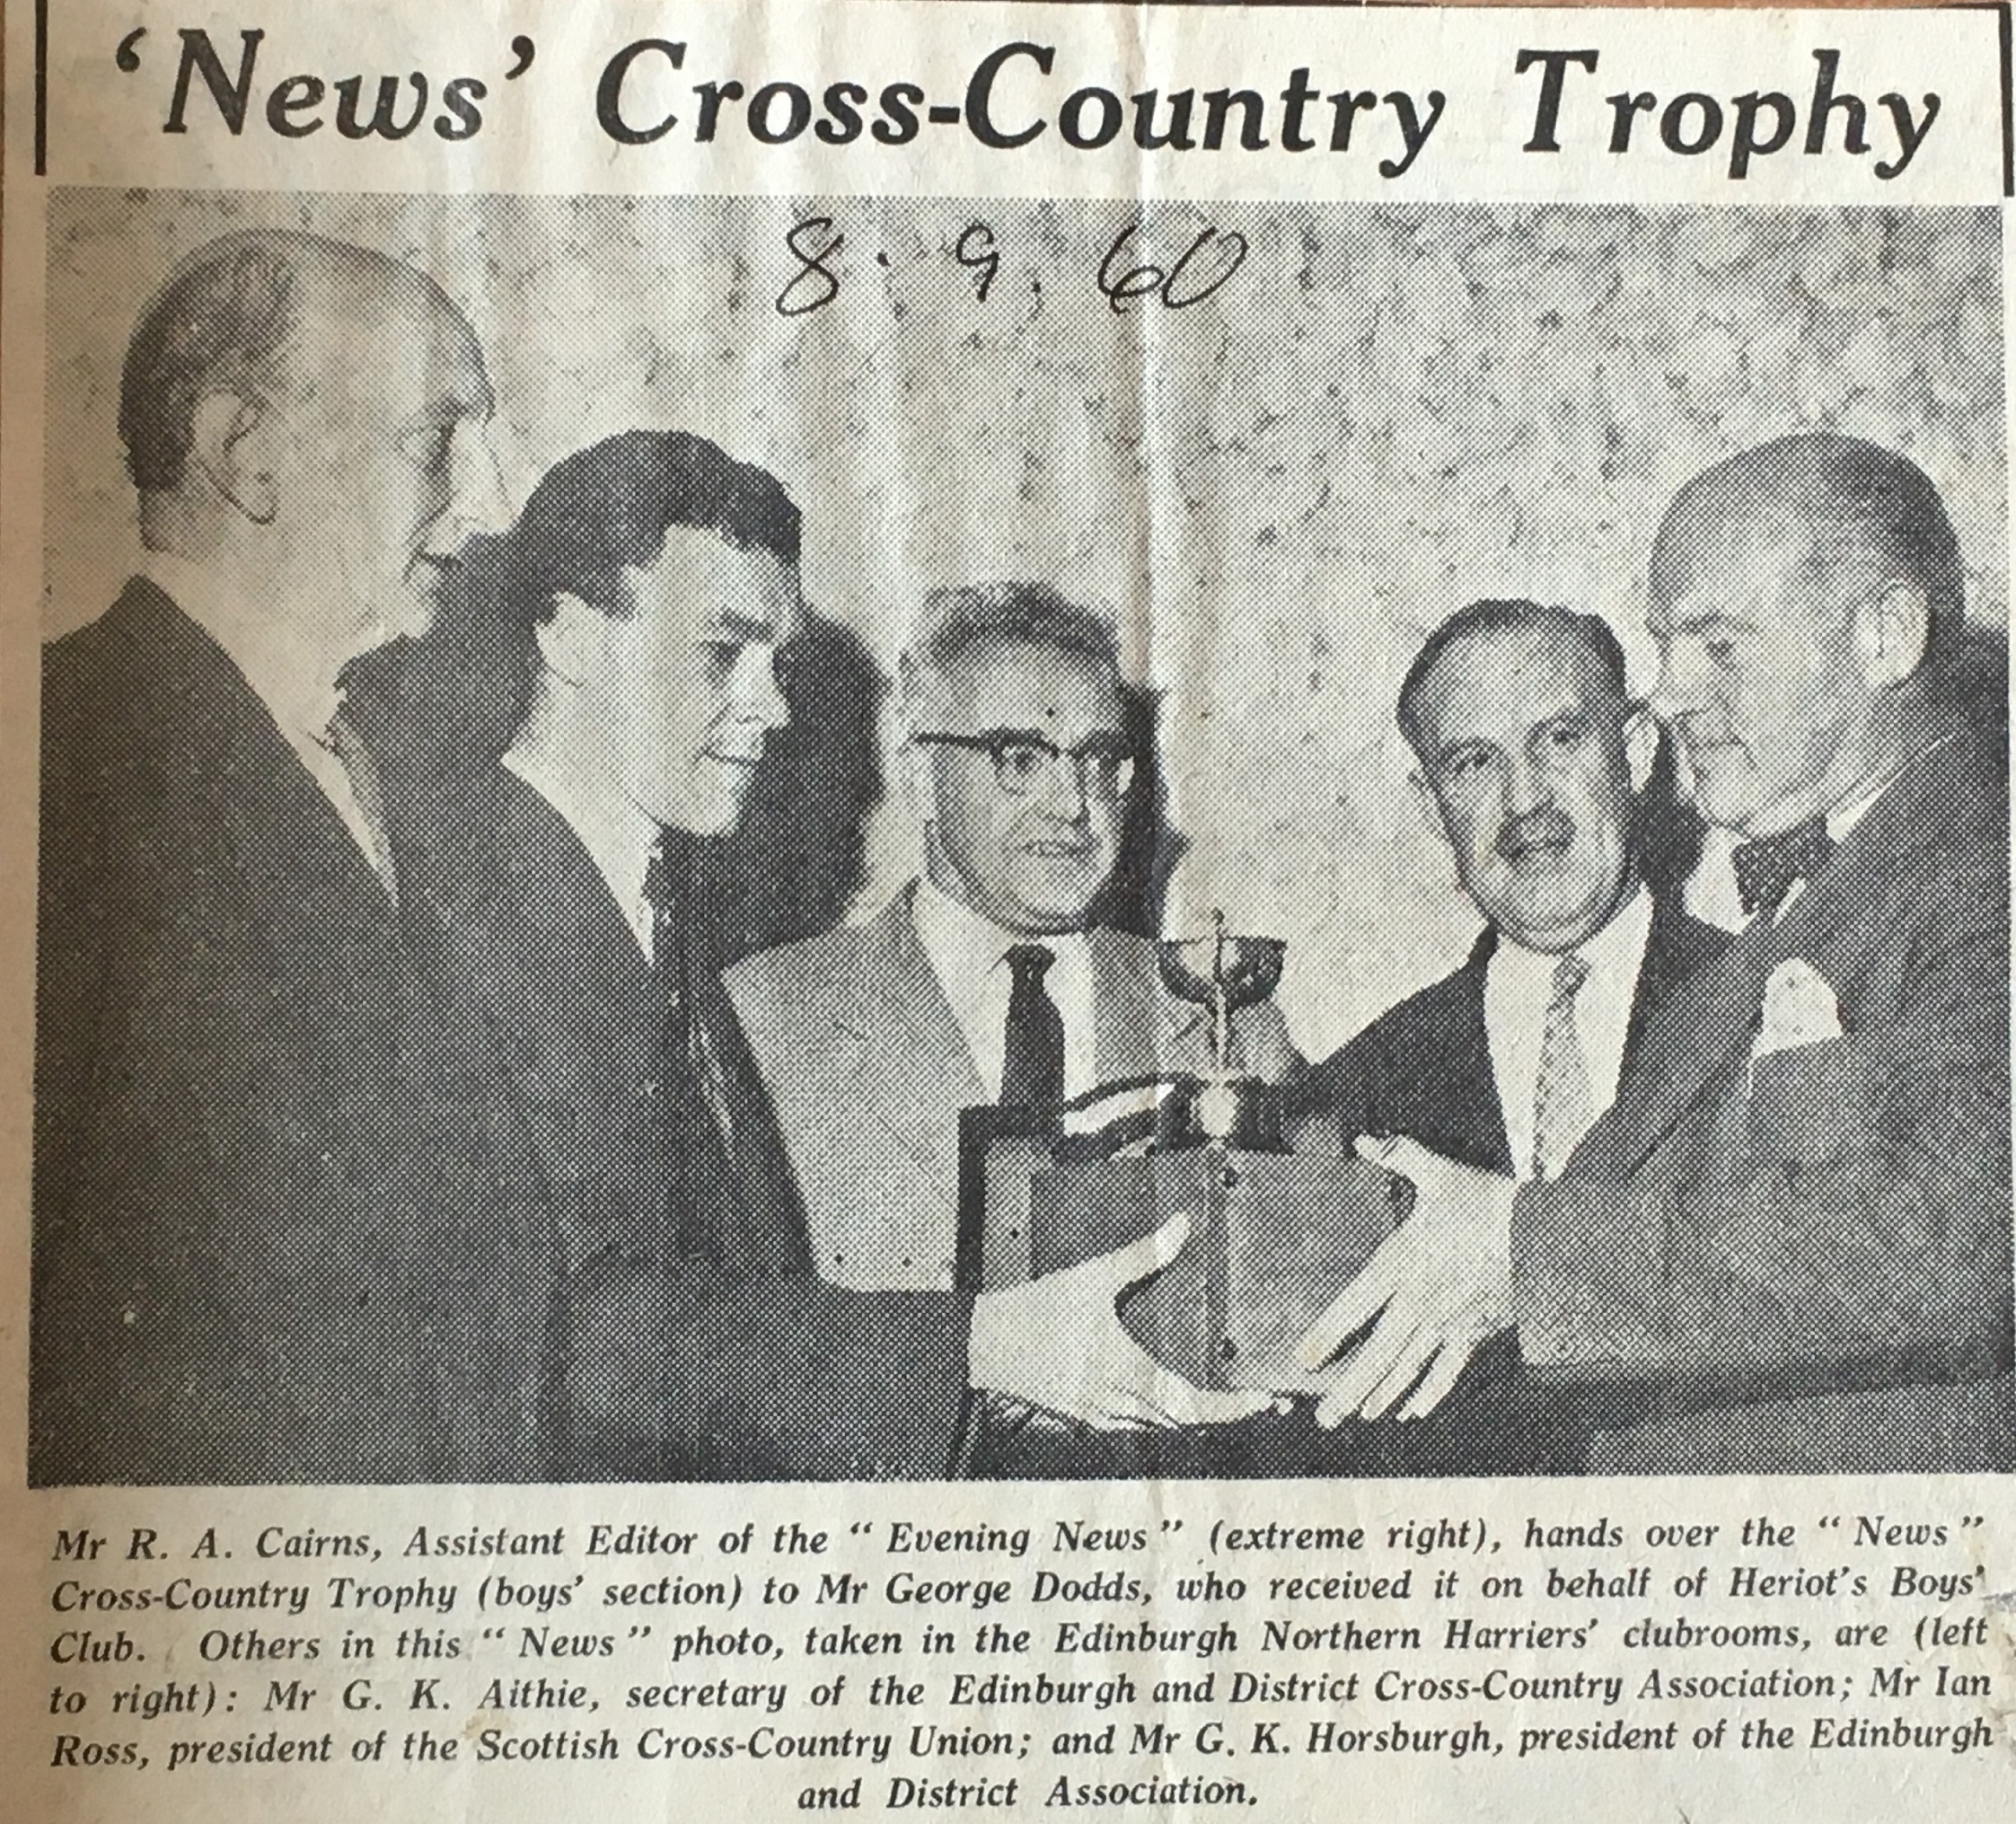 ‘News’ Cross-Country Trophy
8. 9. 60
Mr R. A. Cairns, Assistant Editor of the “ Evening News ” (extreme right), hands over the “ News ”
Cross-Country Trophy (boys’ section) to Mr George Dodds, who received it on behalf of Heriot’s Boys’
Club. Others in this “ News ” photo, taken in the Edinburgh Northern Harriers’ clubrooms, are (left
to right): Mr G. K. Aithie, secretary of the Edinburgh and District Cross-Country Association; Mr Ian
Ross, president of the Scottish Cross-Country Union; and Mr G. K. Horsburgh, president of the Edinburgh
and District Association.